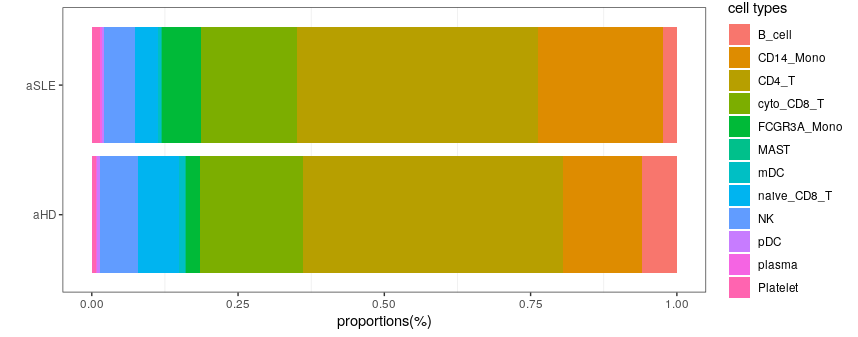 cell types
B_cell
CD14_Mono
CD4_T
cyto_CD8_T
FCGR3A_Mono
MAST
mDC
naive_CD8_T
NK
pDC
plasma
Platelet
aSLE
aHD
0.00 0.25 0.50 0.75 1.00
proportions(%)